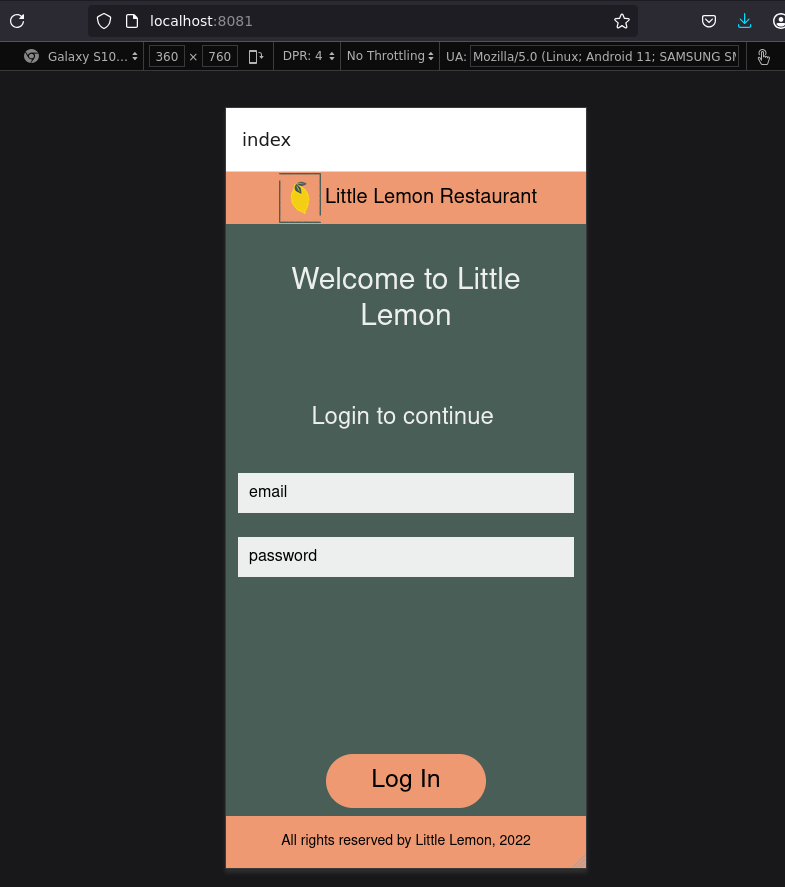 localhost:8081
Galaxy S10... 360 × 760 DPR: 4 No Throttling UA: Mozilla/5.0 (Linux; Android 11; SAMSUNG
index
Little Lemon Restaurant
Welcome to Little
Lemon
Login to continue
email
password
Log In
All rights reserved by Little Lemon, 2022